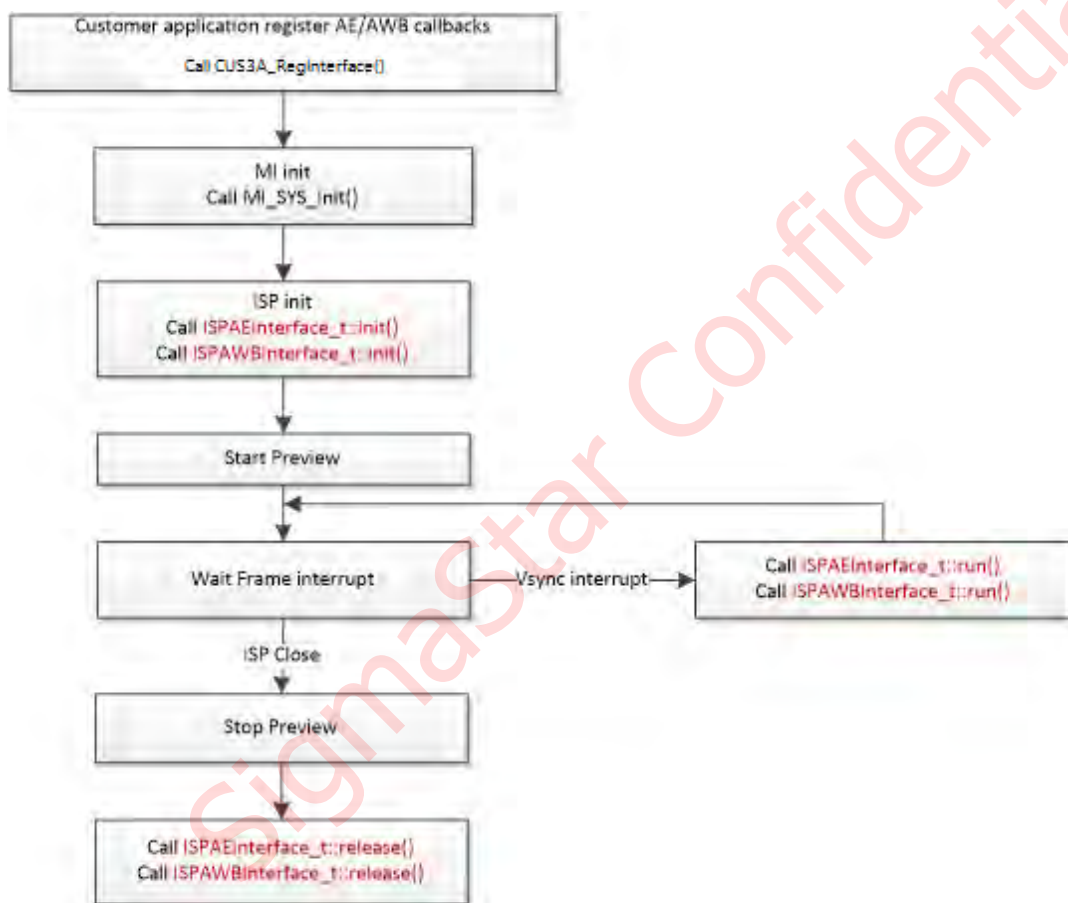 Customer application register AE/AWB callbacks
Call CUS3A_RegInterface()
MI init
Call MI_SYS_Init()
ISP init
Call ISPAEInterface_t::init()
Call ISPAWBInterface_t::init()
Start Preview
Wait Frame interrupt
Vsync interrupt
Call ISPAEInterface_t::run()
Call ISPAWBInterface_t::run()
ISP Close
Stop Preview
Call ISPAEInterface_t::release()
Call ISPAWBInterface_t::release()
SigmaStar Confidentia